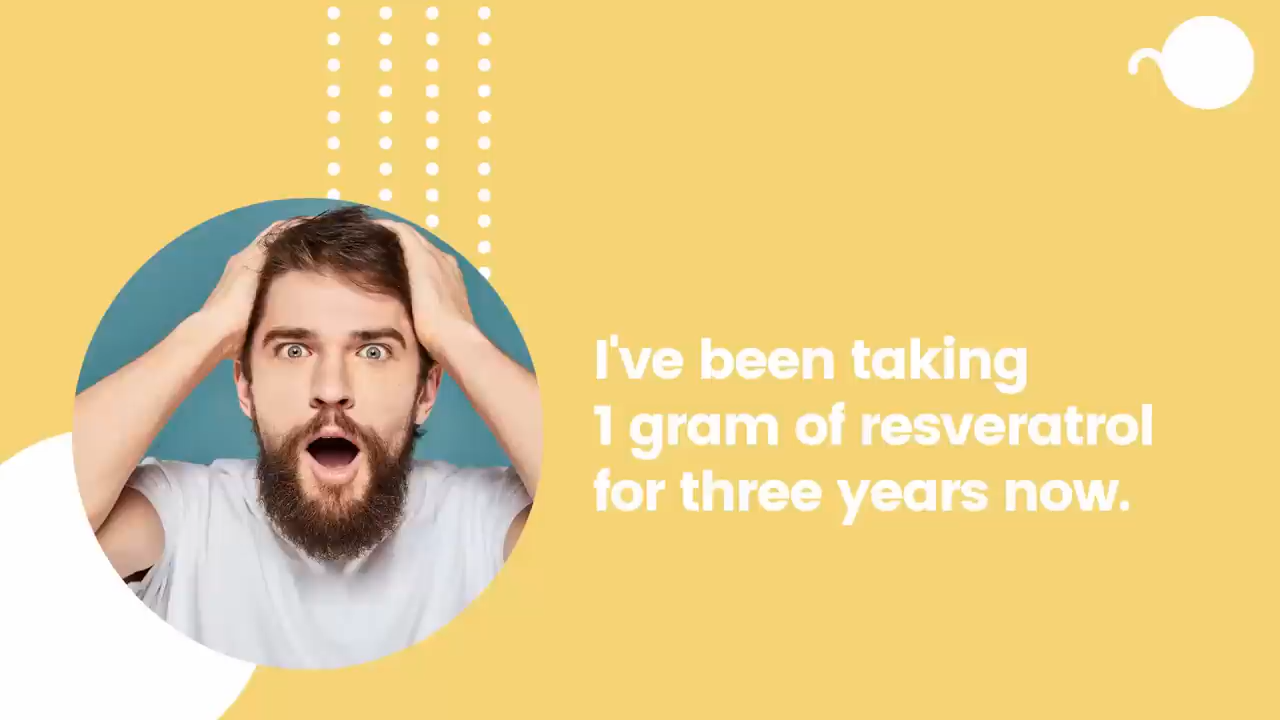 I've been taking
1 gram of resveratrol
for three years now.